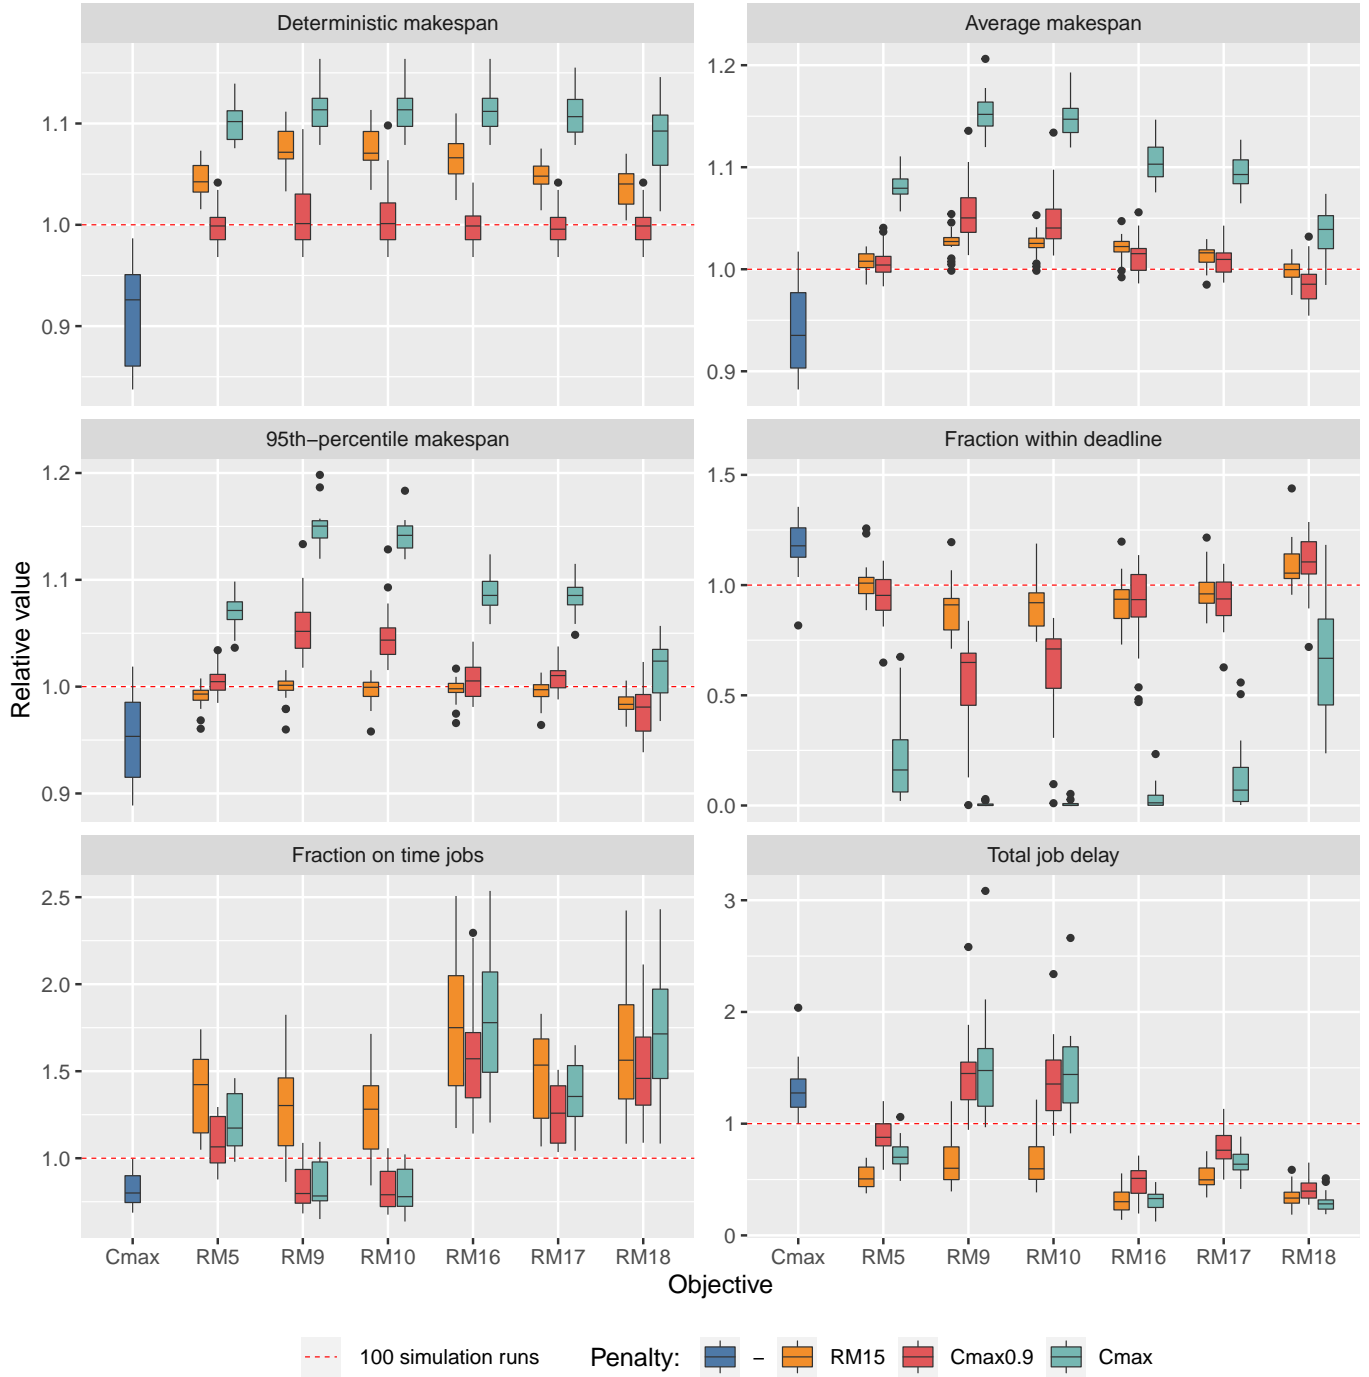 Deterministic makespan
Average makespan
1.1
1.0
0.9
1.2
1.1
1.0
0.9
95th−percentile makespan
Fraction within deadline
1.2
1.1
1.0
0.9
1.5
1.0
0.5
0.0
Relative value
Fraction on time jobs
Total job delay
2.5
2.0
1.5
1.0
3
2
1
0
Cmax RM5 RM9 RM10 RM16 RM17 RM18
Cmax RM5 RM9 RM10 RM16 RM17 RM18
Objective
100 simulation runs Penalty: − RM15 Cmax0.9 Cmax